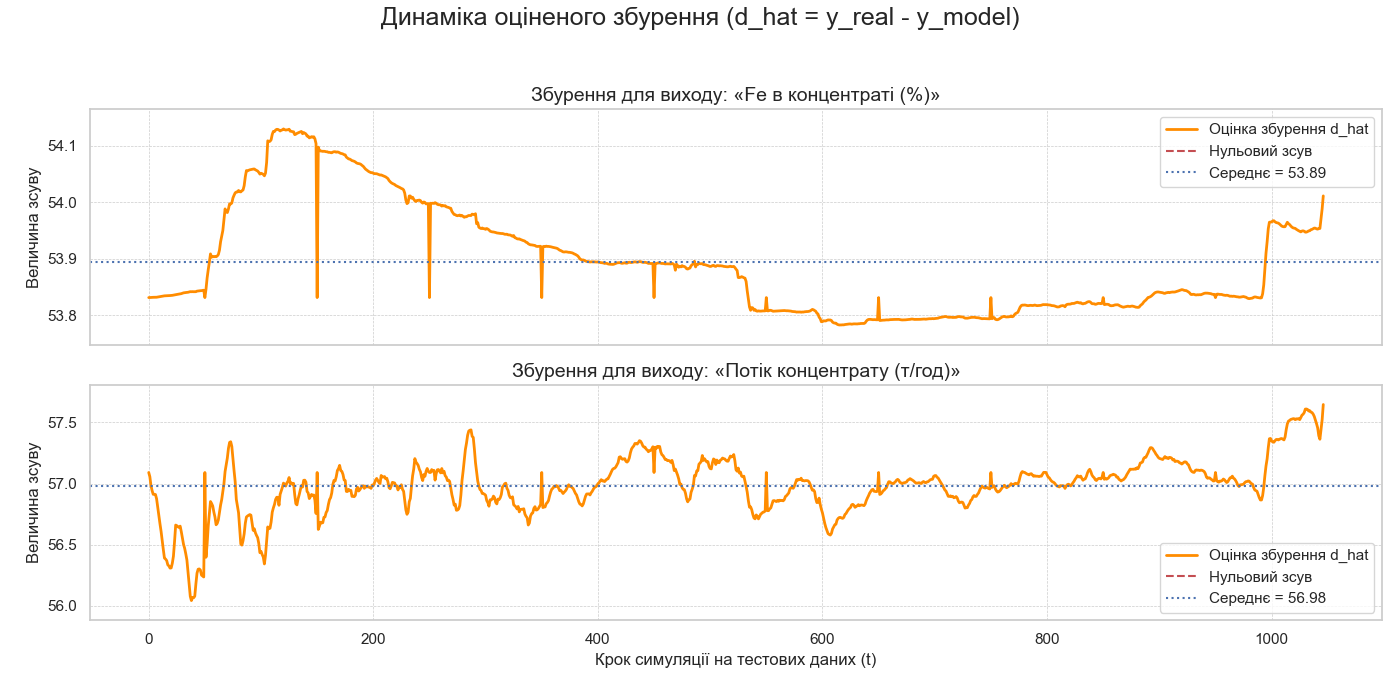 Динаміка оціненого збурення (d_hat = y_real - y_model)
Збурення для виходу: «Fe в концентраті (%)»
Величина зсуву
54.1
54.0
53.9
53.8
Оцінка збурення d_hat
Нульовий зсув
Середнє = 53.89
Збурення для виходу: «Потік концентрату (т/год)»
Величина зсуву
57.5
57.0
56.5
56.0
Оцінка збурення d_hat
Нульовий зсув
Середнє = 56.98
0 200 400 600 800 1000
Крок симуляції на тестових даних (t)